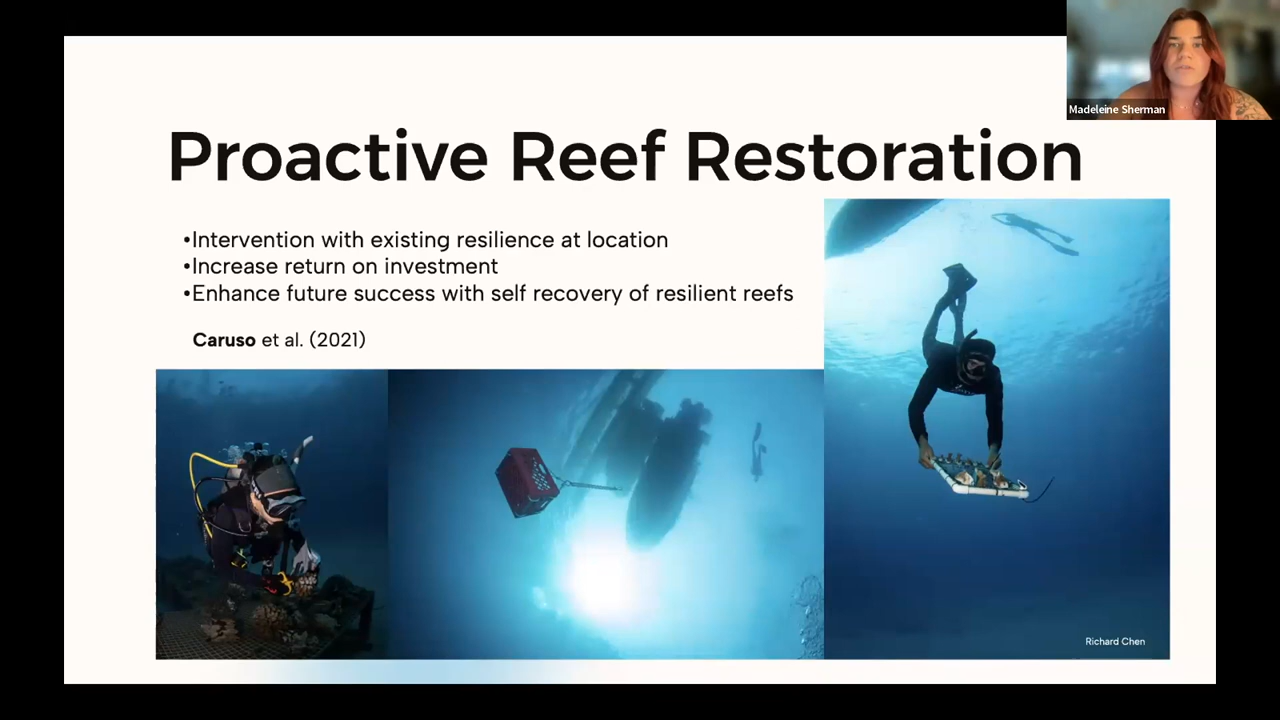 Madeleine Sherman
Proactive Reef Restoration
•Intervention with existing resilience at location
•Increase return on investment
•Enhance future success with self recovery of resilient reefs
Caruso et al. (2021)
Richard Chen